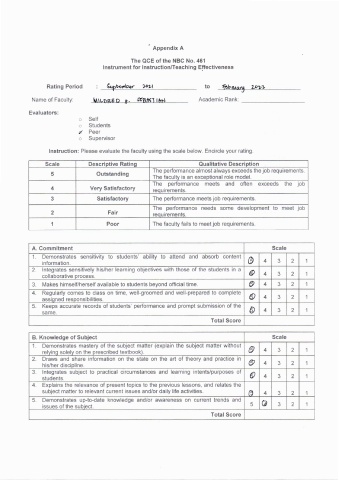 Appendix A
The QCE of the NBC No. 461
Instrument for Instruction/Teaching Effectiveness
Rating Period : September 2021 to February 2022
Name of Faculty: MILDRED Academic Rank:
Evaluators:
Self
Students
✓ Peer
Supervisor
Instruction: Please evaluate the faculty using the scale below. Encircle your rating.
Scale Descriptive Rating Qualitative Description
5 Outstanding The performance almost always exceeds the job requirements.
The faculty is an exceptional role model.
4 Very Satisfactory The performance meets and often exceeds the job
requirements.
3 Satisfactory The performance meets job requirements.
2 Fair The performance needs some development to meet job
requirements.
1 Poor The faculty fails to meet job requirements.
A. Commitment Scale
1. Demonstrates sensitivity to students' ability to attend and absorb content
information. 5 4 3 2 1
2. Integrates sensitively his/her learning objectives with those of the students in a
collaborative process. 5 4 3 2 1
3. Makes himself/herself available to students beyond official time. 5 4 3 2 1
4. Regularly comes to class on time, well-groomed and well-prepared to complete
assigned responsibilities. 5 4 3 2 1
5. Keeps accurate records of students' performance and prompt submission of the
same. 5 4 3 2 1
Total Score
B. Knowledge of Subject Scale
1. Demonstrates mastery of the subject matter (explain the subject matter without
relying solely on the prescribed textbook). 5 4 3 2 1
2. Draws and share information on the state on the art of theory and practice in
his/her discipline. 5 4 3 2 1
3. Integrates subject to practical circumstances and learning intents/purposes of
students. 5 4 3 2 1
4. Explains the relevance of present topics to the previous lessons, and relates the
subject matter to relevant current issues and/or daily life activities. 5 4 3 2 1
5. Demonstrates up-to-date knowledge and/or awareness on current trends and
issues of the subject. 5 4 3 2 1
Total Score